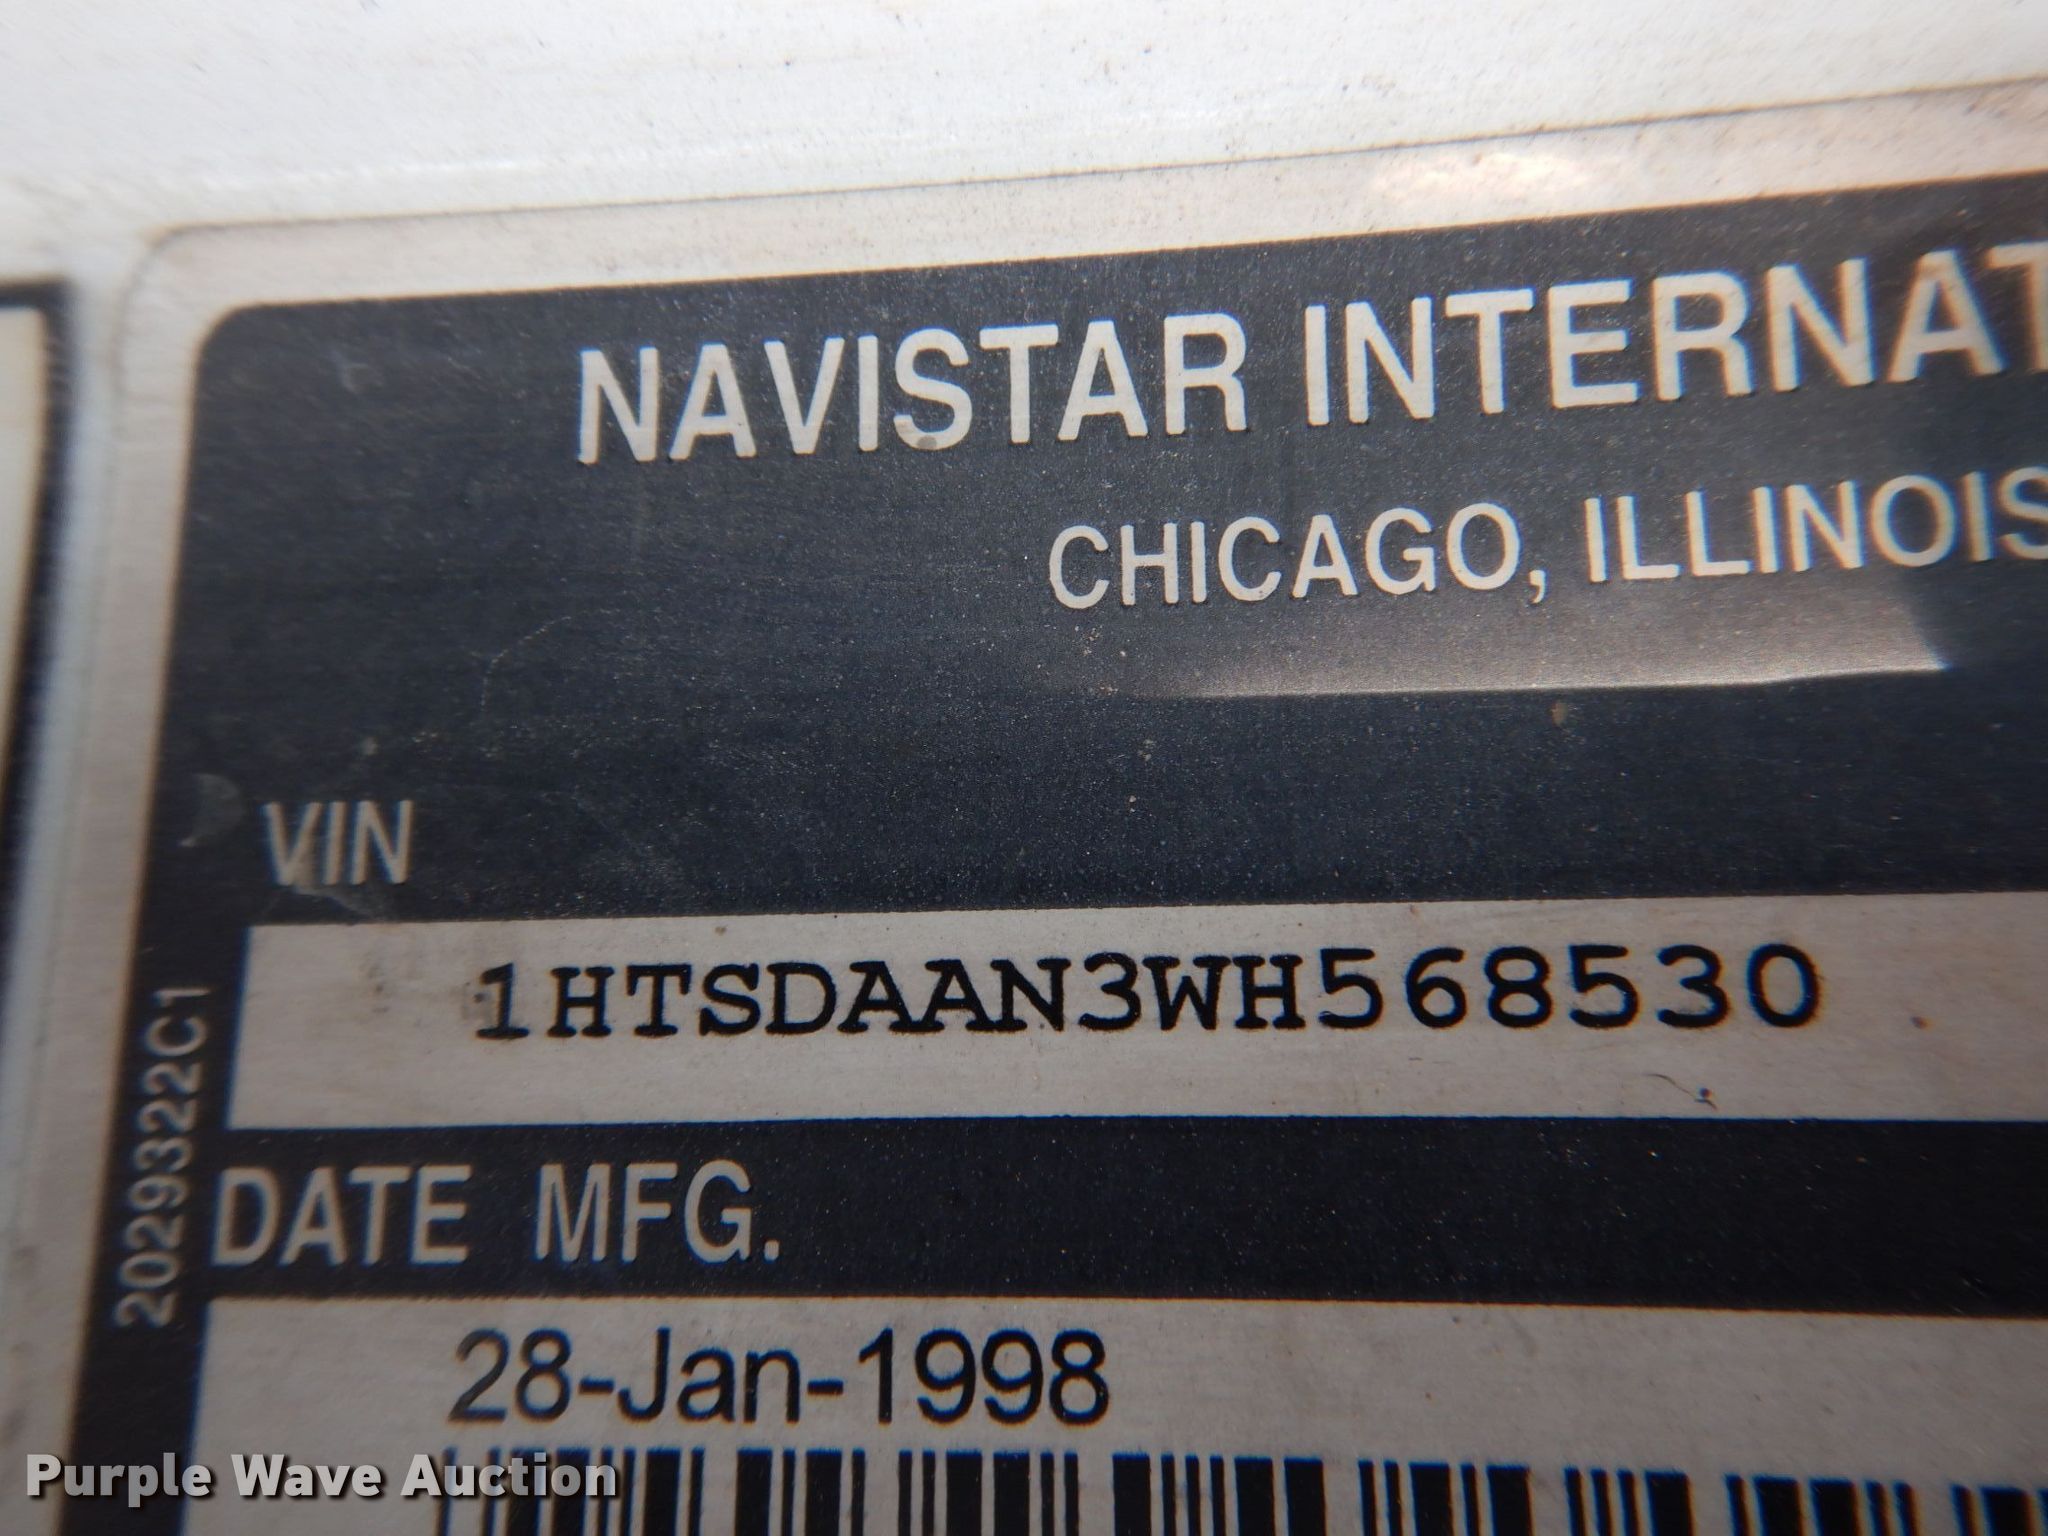 NAVISTAR INTERNAT
CHICAGO, ILLINOIS
VIN
1HTSDAAN3WH568530
2029322C1
DATE MFG.
28-Jan-1998
Purple Wave Auction